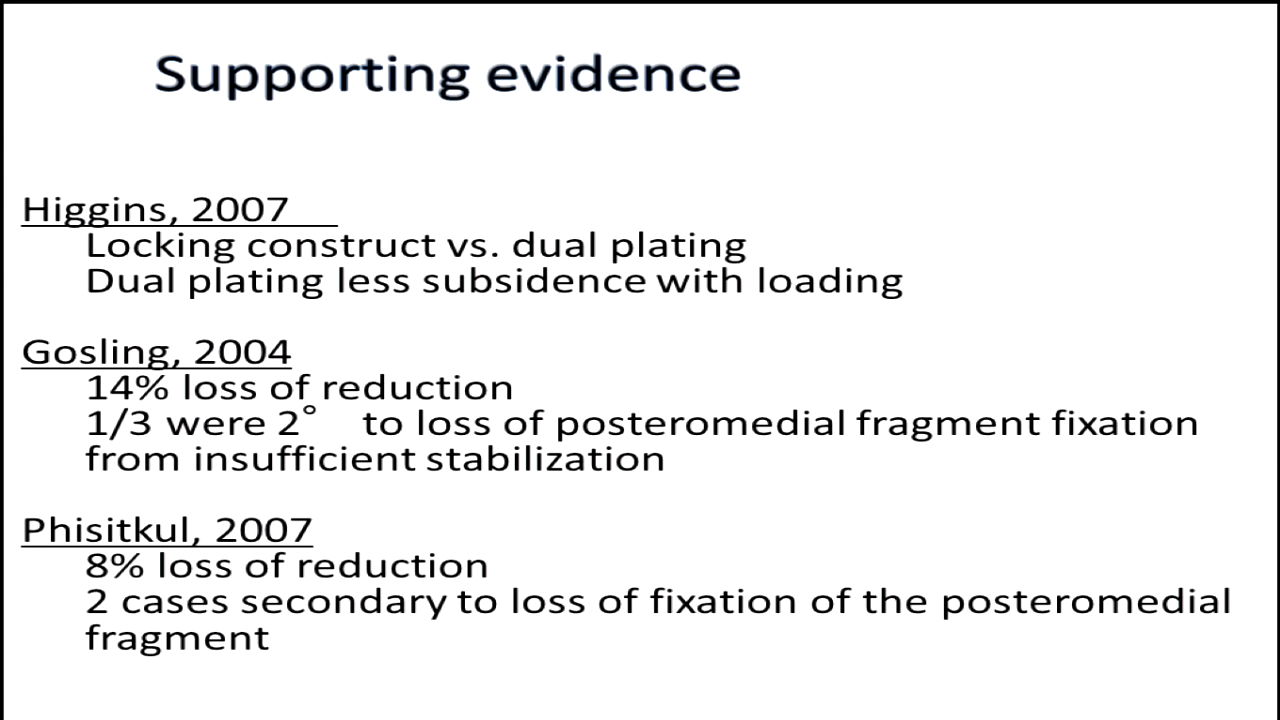 Supporting evidence
Higgins, 2007
Locking construct vs. dual plating
Dual plating less subsidence with loading
Gosling, 2004
14% loss of reduction
1/3 were 2° to loss of posteromedial fragment fixation
from insufficient stabilization
Phisitkul, 2007
8% loss of reduction
2 cases secondary to loss of fixation of the posteromedial
fragment